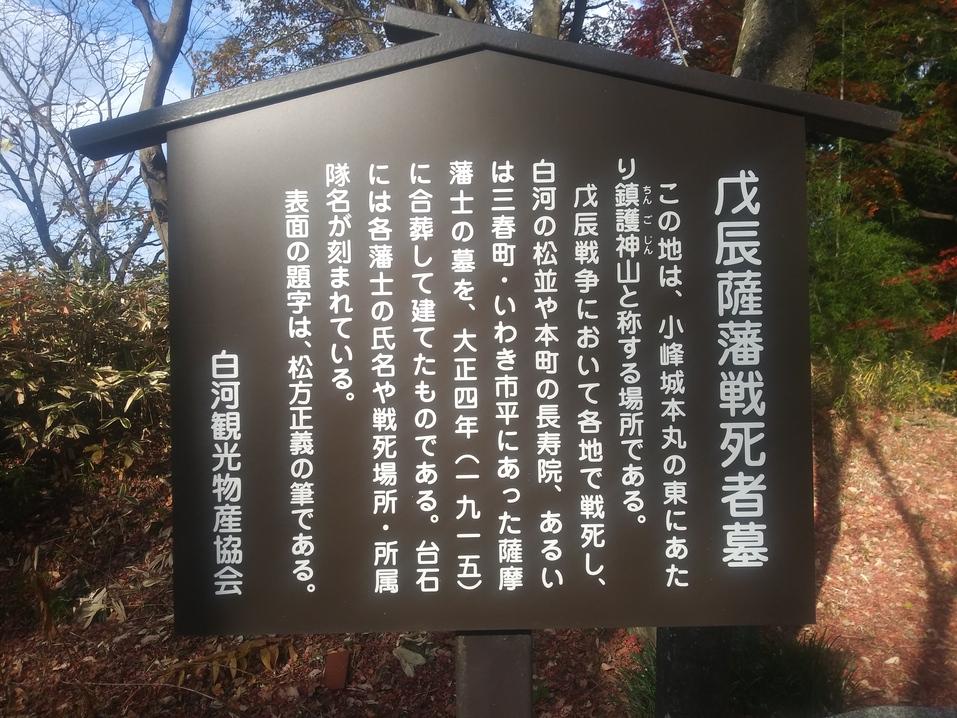 戊辰薩藩戦死者墓
この地は、小峰城本丸の東にあた
り鎮護神山と称する場所である。
ちんごじん
戊辰戦争において各地で戦死し、
白河の松並や本町の長寿院、あるい
は三春町・いわき市平にあった薩摩
藩士の墓を、大正四年（一九一五）
に合葬して建てたものである。台石
には各藩士の氏名や戦死場所・所属
隊名が刻まれている。
表面の題字は、松方正義の筆である。
白河観光物産協会